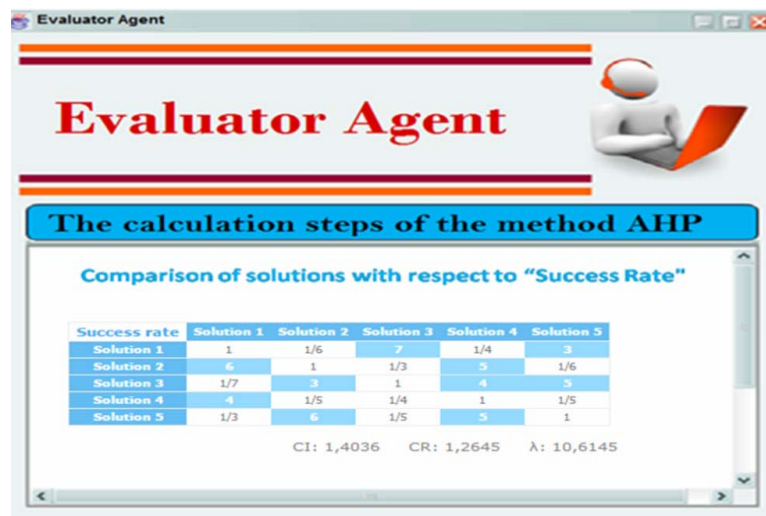 Evaluator Agent
Evaluator Agent
The calculation steps of the method AHP
Comparison of solutions with respect to “Success Rate"
Success rate Solution 1 Solution 2 Solution 3 Solution 4 Solution 5
Solution 1 1 1/6 7 1/4 3
Solution 2 6 1 1/3 5 1/6
Solution 3 1/7 3 1 4 5
Solution 4 4 1/5 1/4 1 1/5
Solution 5 1/3 6 1/5 5 1
CI: 1,4036 CR: 1,2645 λ: 10,6145